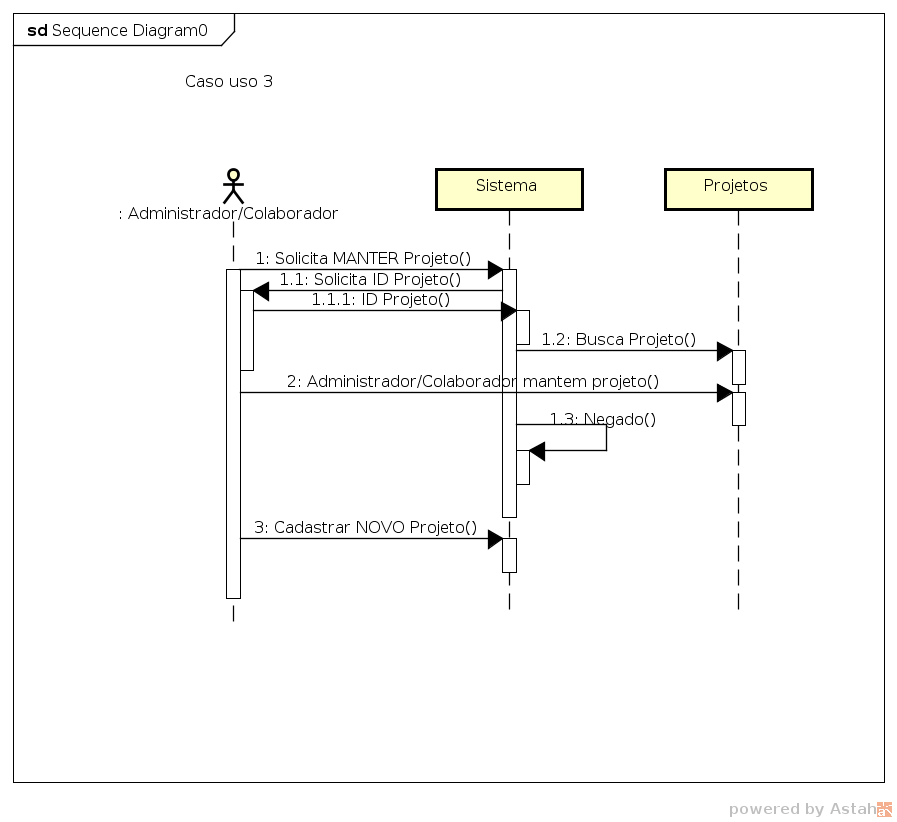 sd Sequence Diagram0
Caso uso 3
: Administrador/Colaborador
Sistema
Projetos
1: Solicita MANTER Projeto()
1.1: Solicita ID Projeto()
1.1.1: ID Projeto()
1.2: Busca Projeto()
2: Administrador/Colaborador mantem projeto()
1.3: Negado()
3: Cadastrar NOVO Projeto()
powered by Astah